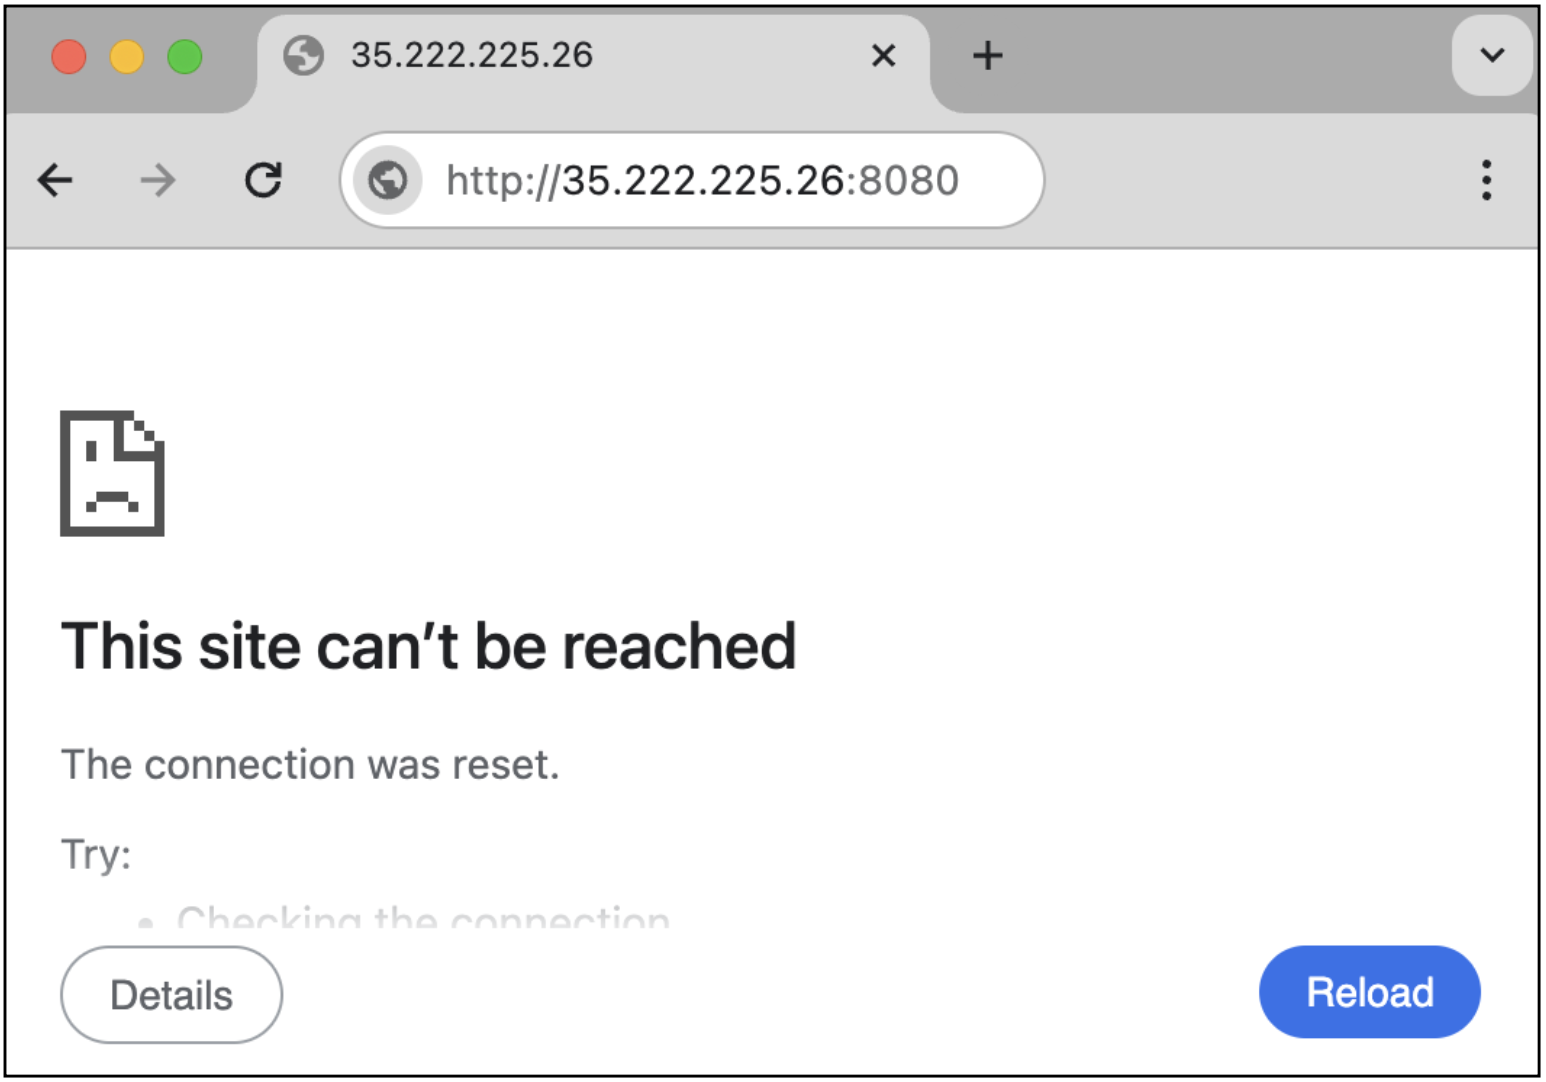 35.222.225.26
http://35.222.225.26:8080
This site can’t be reached
The connection was reset.
Try:
• Checking the connection
Details
Reload